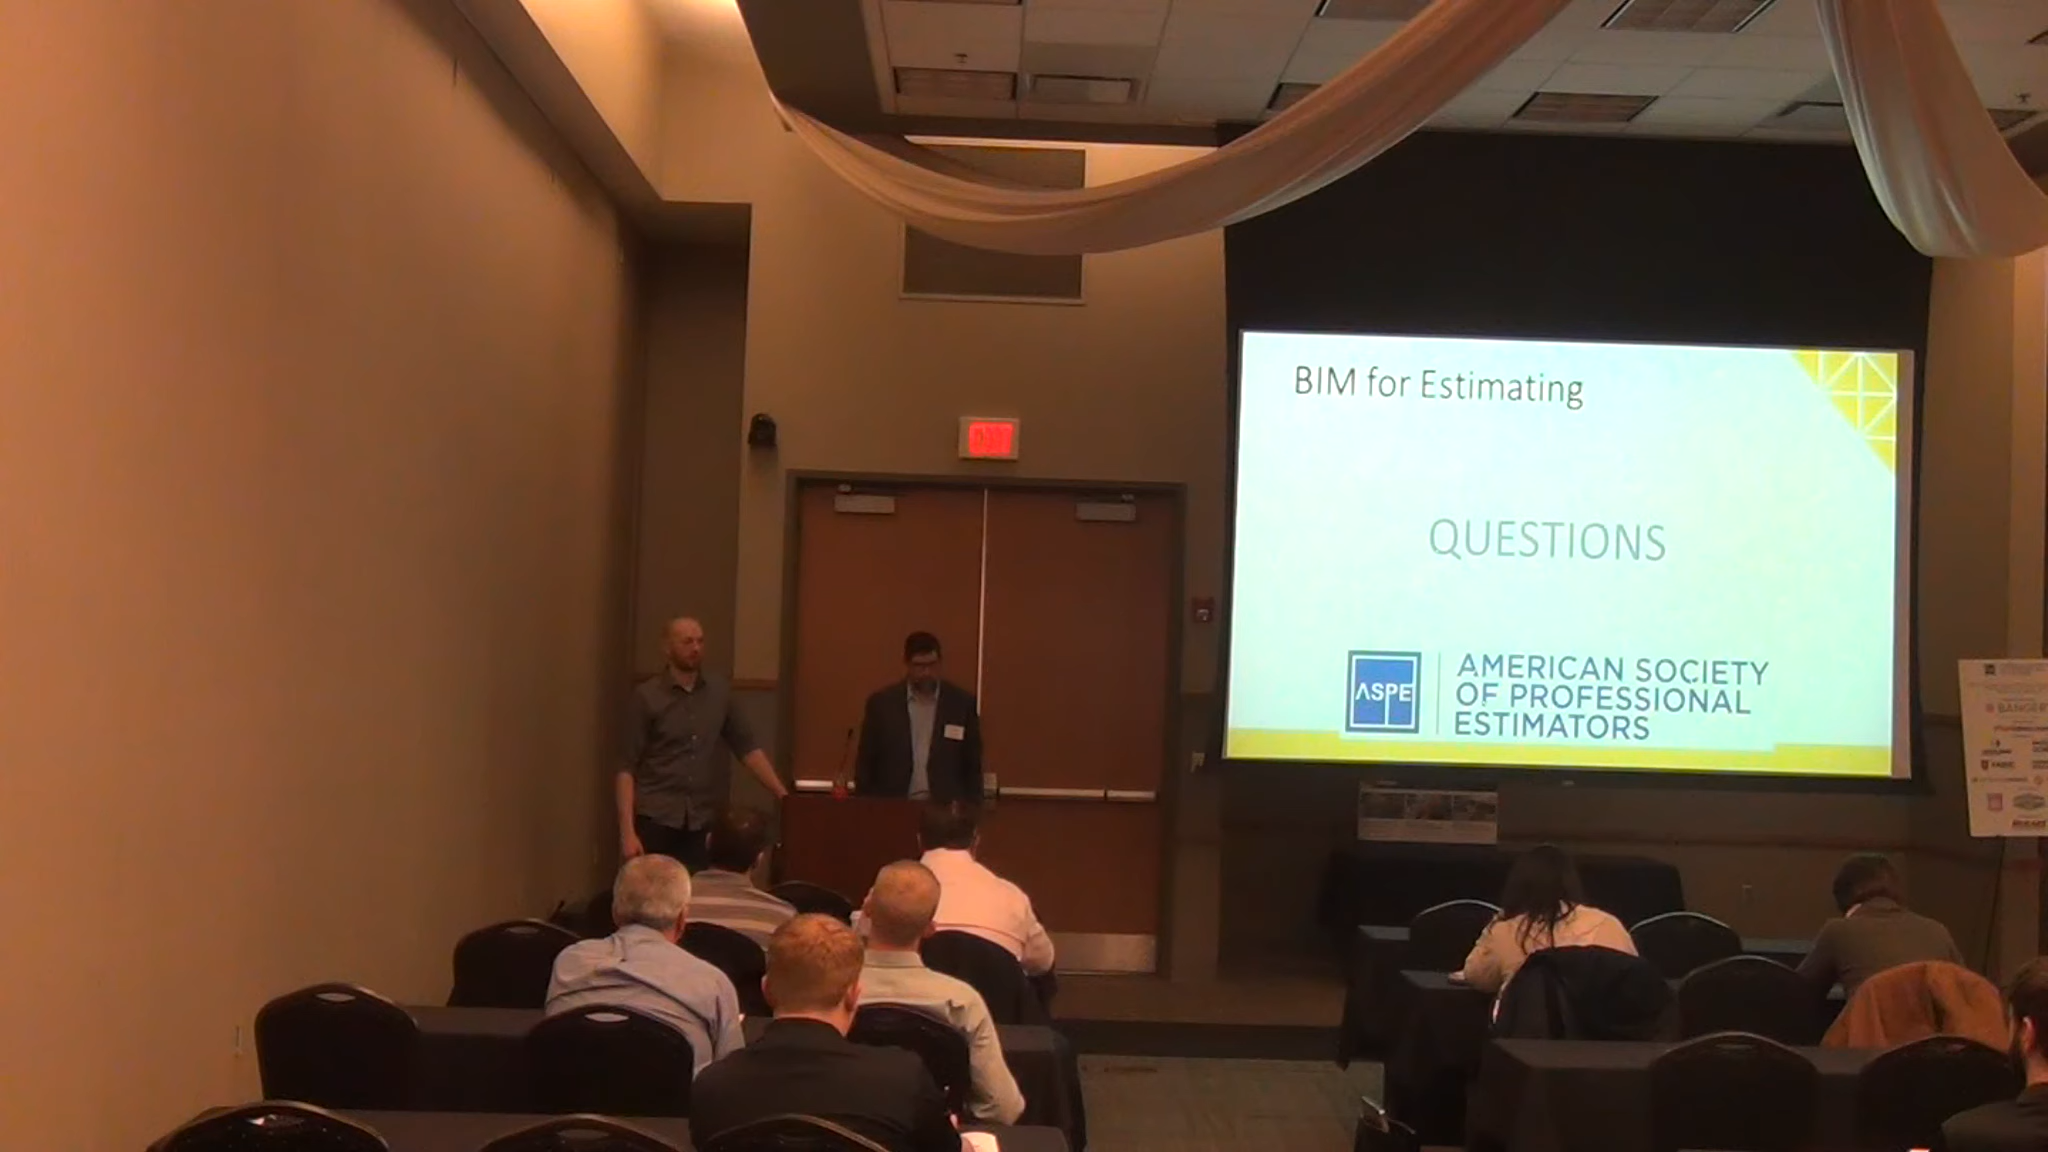 BIM for Estimating
QUESTIONS
ASPE
AMERICAN SOCIETY
OF PROFESSIONAL
ESTIMATORS